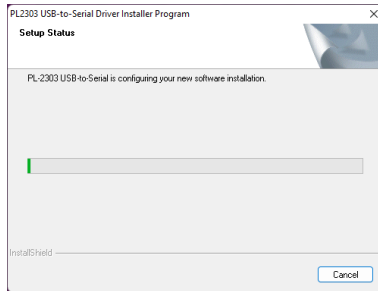 PL2303 USB-to-Serial Driver Installer Program
Setup Status
PL-2303 USB-to-Serial is configuring your new software installation.
InstallShield
Cancel